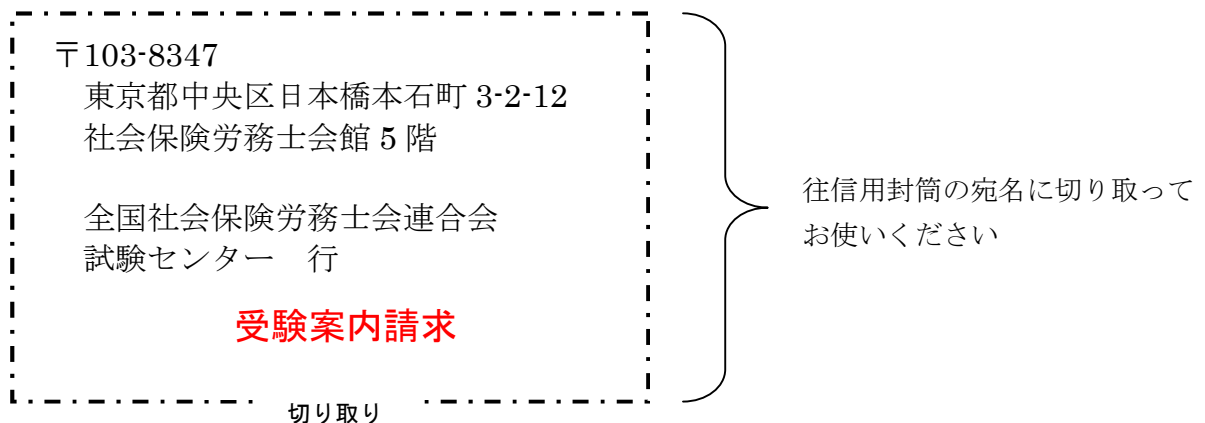 〒103-8347
東京都中央区日本橋本石町 3-2-12
社会保険労務士会館 5 階
全国社会保険労務士会連合会
試験センター　行
受験案内請求
切り取り
往信用封筒の宛名に切り取って
お使いください